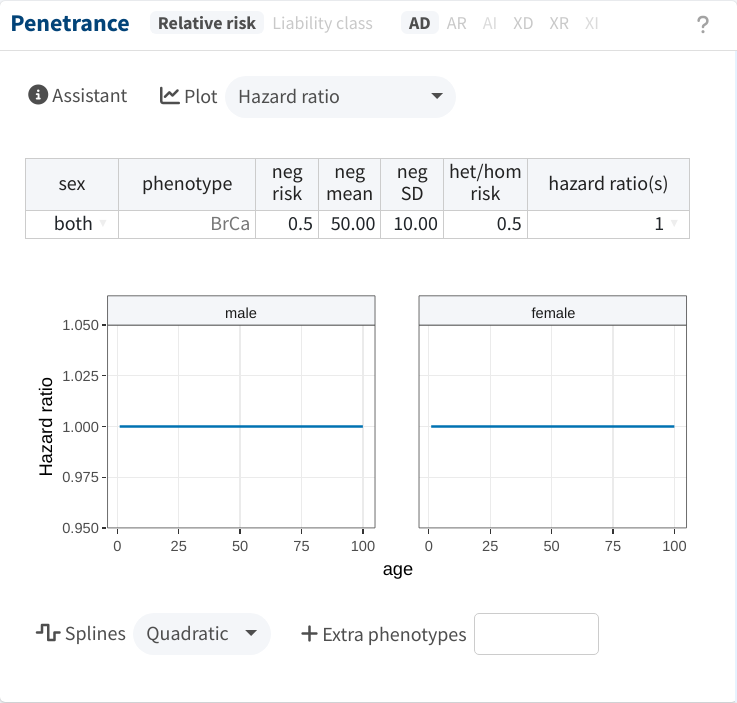 Penetrance Relative risk Liability class AD AR AI XD XR XI ?
Assistant Plot Hazard ratio
sex phenotype neg risk neg mean neg SD het/hom risk hazard ratio(s)
both BrCa 0.5 50.00 10.00 0.5 1
male female
1.050
1.025
1.000
0.975
0.950
Hazard ratio
0 25 50 75 100 0 25 50 75 100
age
Splines Quadratic + Extra phenotypes